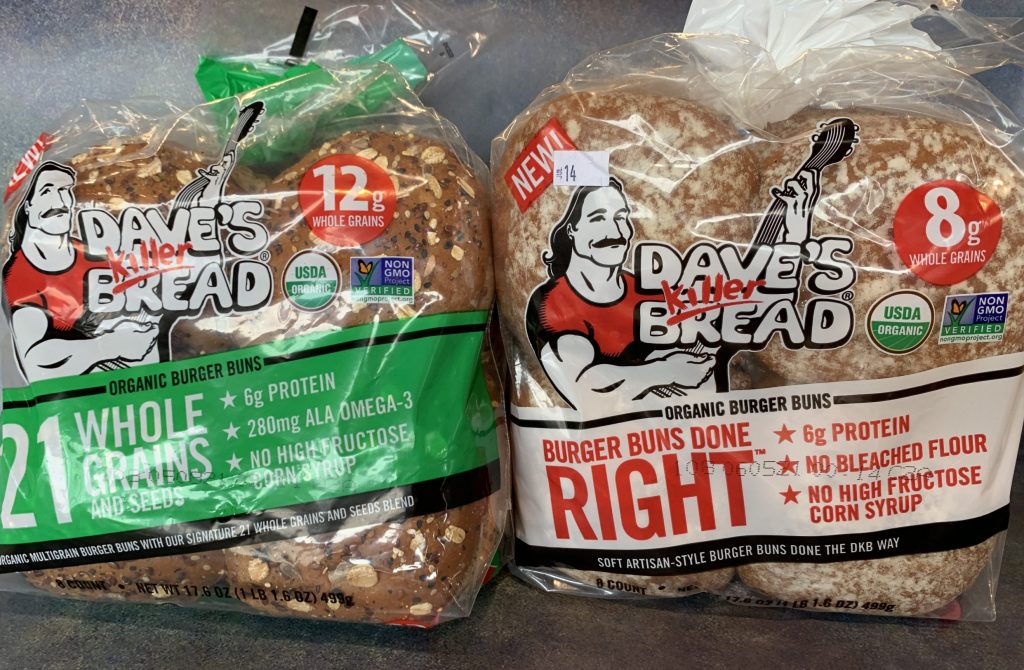 NEW!
DAVE'S
Killer
BREAD®
12g
WHOLE GRAINS
USDA
ORGANIC
NON
GMO
Project
VERIFIED
nongmoproject.org
ORGANIC BURGER BUNS
21 WHOLE
GRAINS
AND SEEDS
★ 6g PROTEIN
★ 280mg ALA OMEGA-3
★ NO HIGH FRUCTOSE
CORN SYRUP
ORGANIC MULTIGRAIN BURGER BUNS WITH OUR SIGNATURE 21 WHOLE GRAINS AND SEEDS BLEND
8 COUNT • NET WT 17.6 OZ (1 LB 1.6 OZ) 499g
NEW!
14
DAVE'S
Killer
BREAD®
8g
WHOLE GRAINS
USDA
ORGANIC
NON
GMO
Project
VERIFIED
nongmoproject.org
ORGANIC BURGER BUNS
BURGER BUNS DONE
RIGHT™
★ 6g PROTEIN
★ NO BLEACHED FLOUR
★ NO HIGH FRUCTOSE
CORN SYRUP
SOFT ARTISAN-STYLE BURGER BUNS DONE THE DKB WAY
8 COUNT • 17.6 OZ (1 LB 1.6 OZ) 499g